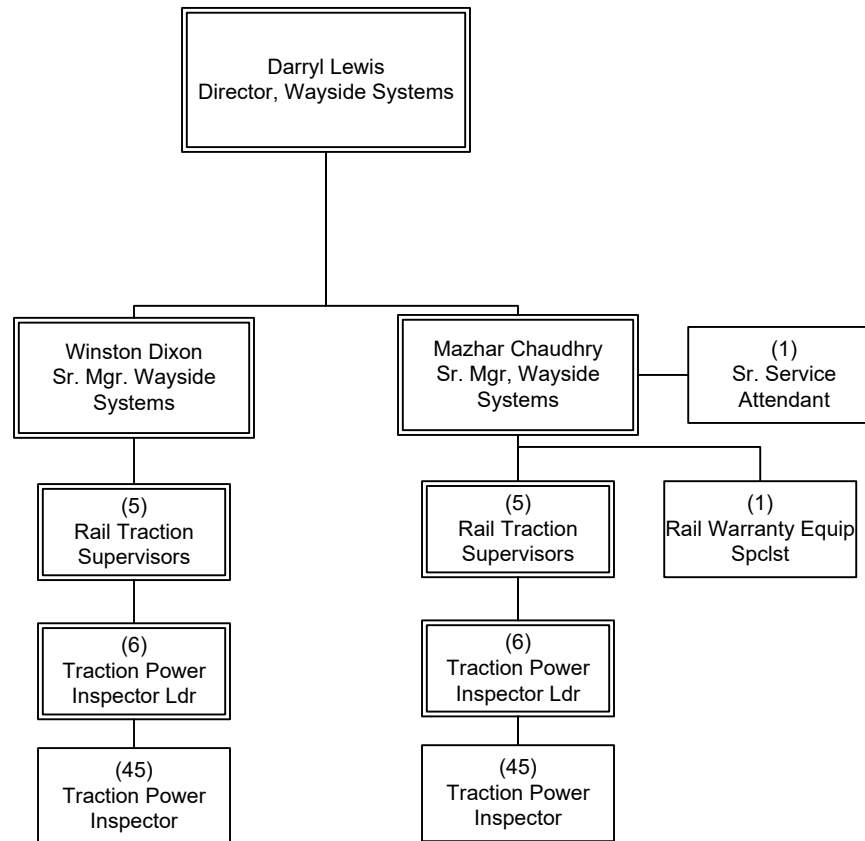 Darryl Lewis
Director, Wayside Systems
Winston Dixon
Sr. Mgr. Wayside
Systems
Mazhar Chaudhry
Sr. Mgr, Wayside
Systems
(1)
Sr. Service
Attendant
(5)
Rail Traction
Supervisors
(5)
Rail Traction
Supervisors
(1)
Rail Warranty Equip
Spclst
(6)
Traction Power
Inspector Ldr
(6)
Traction Power
Inspector Ldr
(45)
Traction Power
Inspector
(45)
Traction Power
Inspector